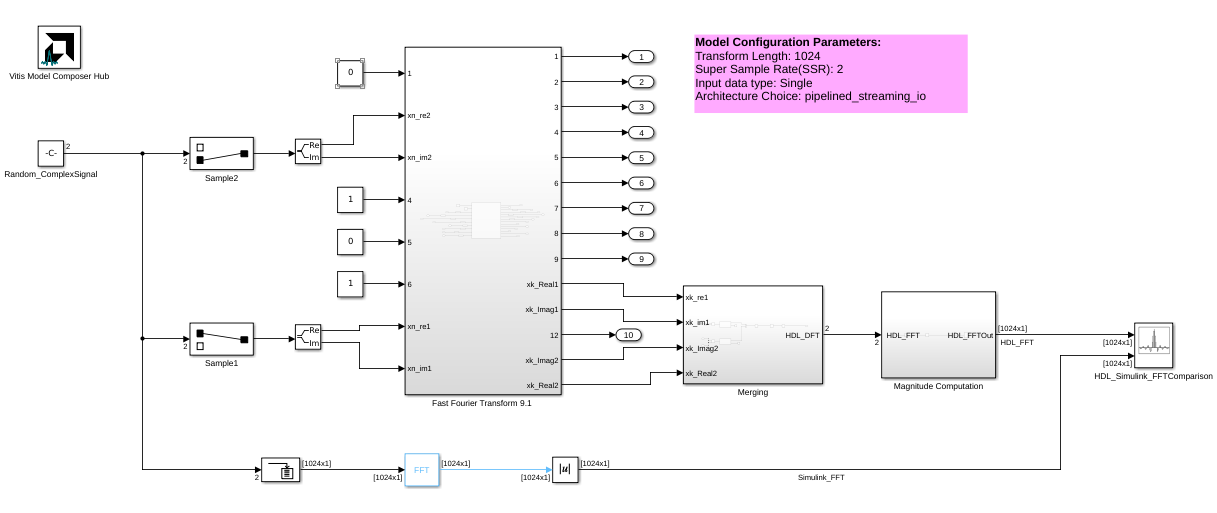 Vitis Model Composer Hub
Model Configuration Parameters:
Transform Length: 1024
Super Sample Rate(SSR): 2
Input data type: Single
Architecture Choice: pipelined_streaming_io
-C-
2
Random_ComplexSignal
2
Sample2
Re
Im
2
Sample1
Re
Im
0
1
0
1
1
xn_re2
xn_im2
4
5
6
xn_re1
xn_im1
1
2
3
4
5
6
7
8
9
xk_Real1
xk_Imag1
12
xk_Imag2
xk_Real2
Fast Fourier Transform 9.1
1
2
3
4
5
6
7
8
9
10
xk_re1
xk_im1
xk_Imag2
xk_Real2
HDL_DFT
Merging
2
2
HDL_FFT
HDL_FFTOut
Magnitude Computation
[1024x1]
HDL_FFT
[1024x1]
[1024x1]
HDL_Simulink_FFTComparison
2
[1024x1]
[1024x1]
FFT
[1024x1]
[1024x1]
|u|
[1024x1]
Simulink_FFT